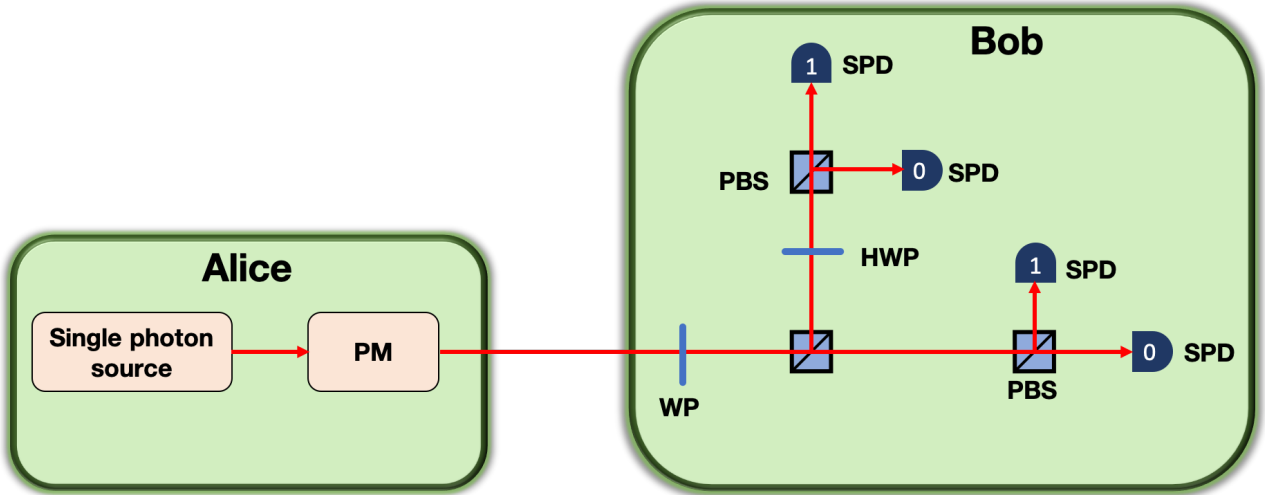 Bob
1
SPD
PBS
0
SPD
HWP
Alice
Single photon
source
PM
WP
1
SPD
0
SPD
PBS